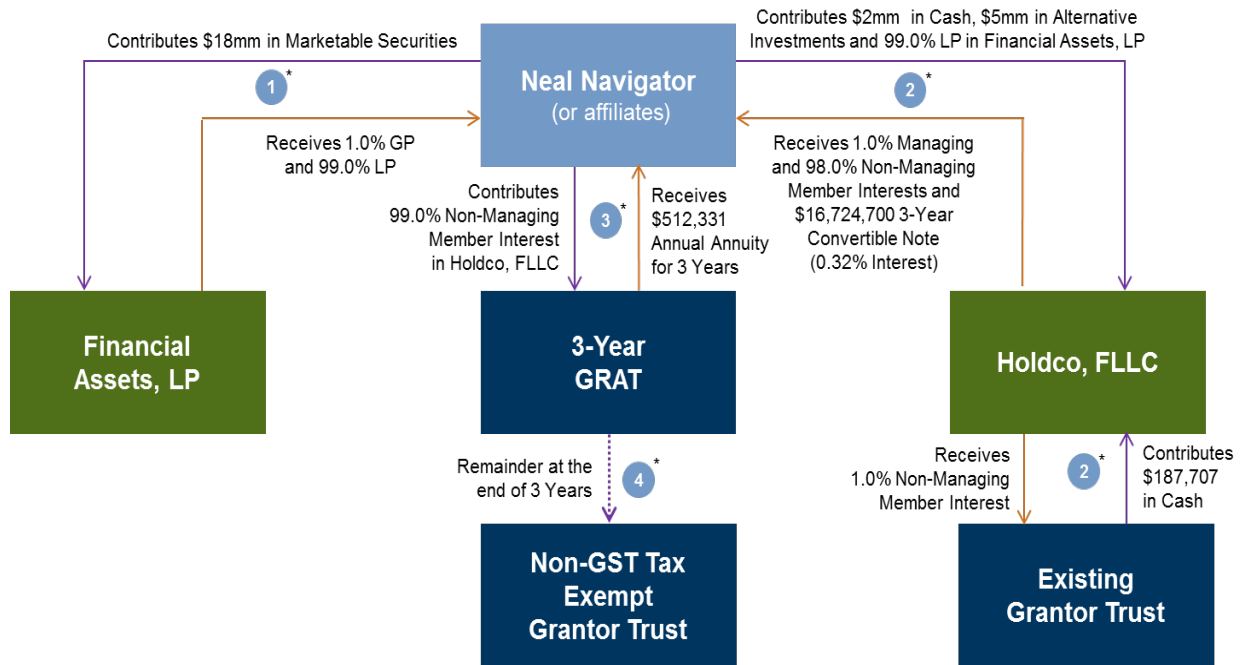 Contributes $18mm in Marketable Securities
1 *
Receives 1.0% GP
and 99.0% LP
Neal Navigator
(or affiliates)
Contributes $2mm in Cash, $5mm in Alternative
Investments and 99.0% LP in Financial Assets, LP
2 *
Receives 1.0% Managing
and 98.0% Non-Managing
Member Interests and
$16,724,700 3-Year
Convertible Note
(0.32% Interest)
Contributes
99.0% Non-Managing
Member Interest
in Holdco, FLLC
3 *
Receives
$512,331
Annual Annuity
for 3 Years
Financial
Assets, LP
3-Year
GRAT
Holdco, FLLC
Remainder at the
end of 3 Years
4 *
Receives
1.0% Non-Managing
Member Interest
2 *
Contributes
$187,707
in Cash
Non-GST Tax
Exempt
Grantor Trust
Existing
Grantor Trust